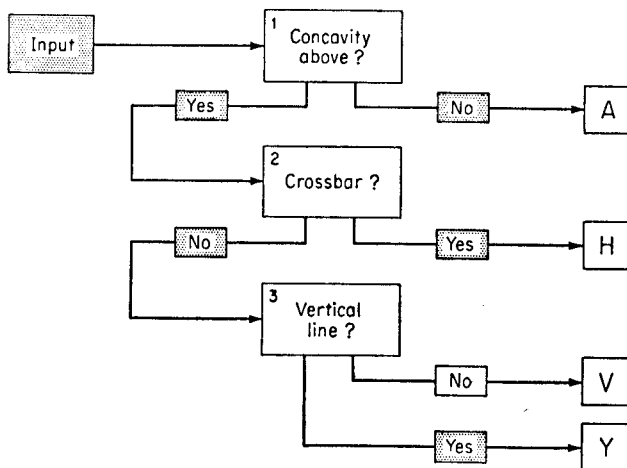 Input
1
Concavity
above ?
Yes
No
A
2
Crossbar ?
No
Yes
H
3
Vertical
line ?
No
V
Yes
Y